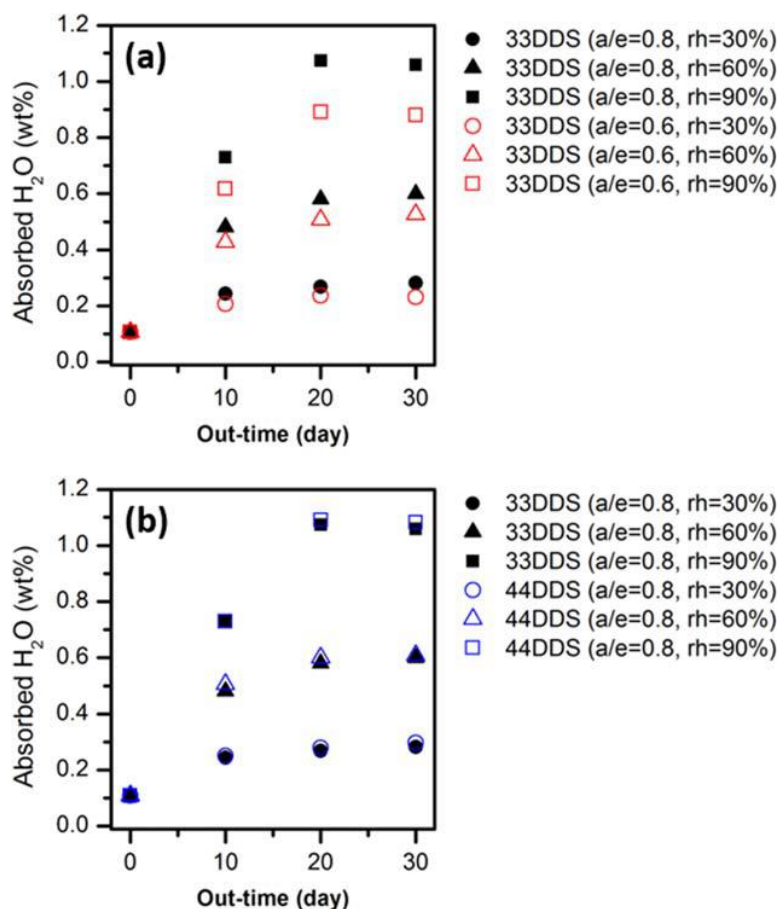 (a)
1.2
1.0
0.8
0.6
0.4
0.2
0.0
Absorbed H₂O (wt%)
0 10 20 30
Out-time (day)
33DDS (a/e=0.8, rh=30%)
33DDS (a/e=0.8, rh=60%)
33DDS (a/e=0.8, rh=90%)
33DDS (a/e=0.6, rh=30%)
33DDS (a/e=0.6, rh=60%)
33DDS (a/e=0.6, rh=90%)
(b)
1.2
1.0
0.8
0.6
0.4
0.2
0.0
Absorbed H₂O (wt%)
0 10 20 30
Out-time (day)
33DDS (a/e=0.8, rh=30%)
33DDS (a/e=0.8, rh=60%)
33DDS (a/e=0.8, rh=90%)
44DDS (a/e=0.8, rh=30%)
44DDS (a/e=0.8, rh=60%)
44DDS (a/e=0.8, rh=90%)